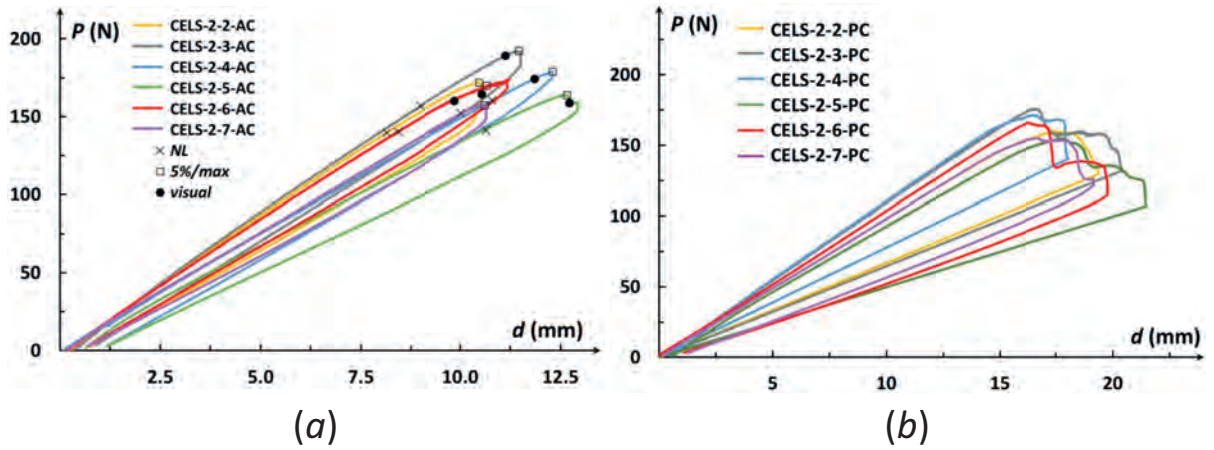 P (N)
200
150
100
50
0
2.5
5.0
7.5
10.0
12.5
d (mm)
CELS-2-2-AC
CELS-2-3-AC
CELS-2-4-AC
CELS-2-5-AC
CELS-2-6-AC
CELS-2-7-AC
NL
5%/max
visual
(a)
P (N)
200
150
100
50
0
5
10
15
20
d (mm)
CELS-2-2-PC
CELS-2-3-PC
CELS-2-4-PC
CELS-2-5-PC
CELS-2-6-PC
CELS-2-7-PC
(b)